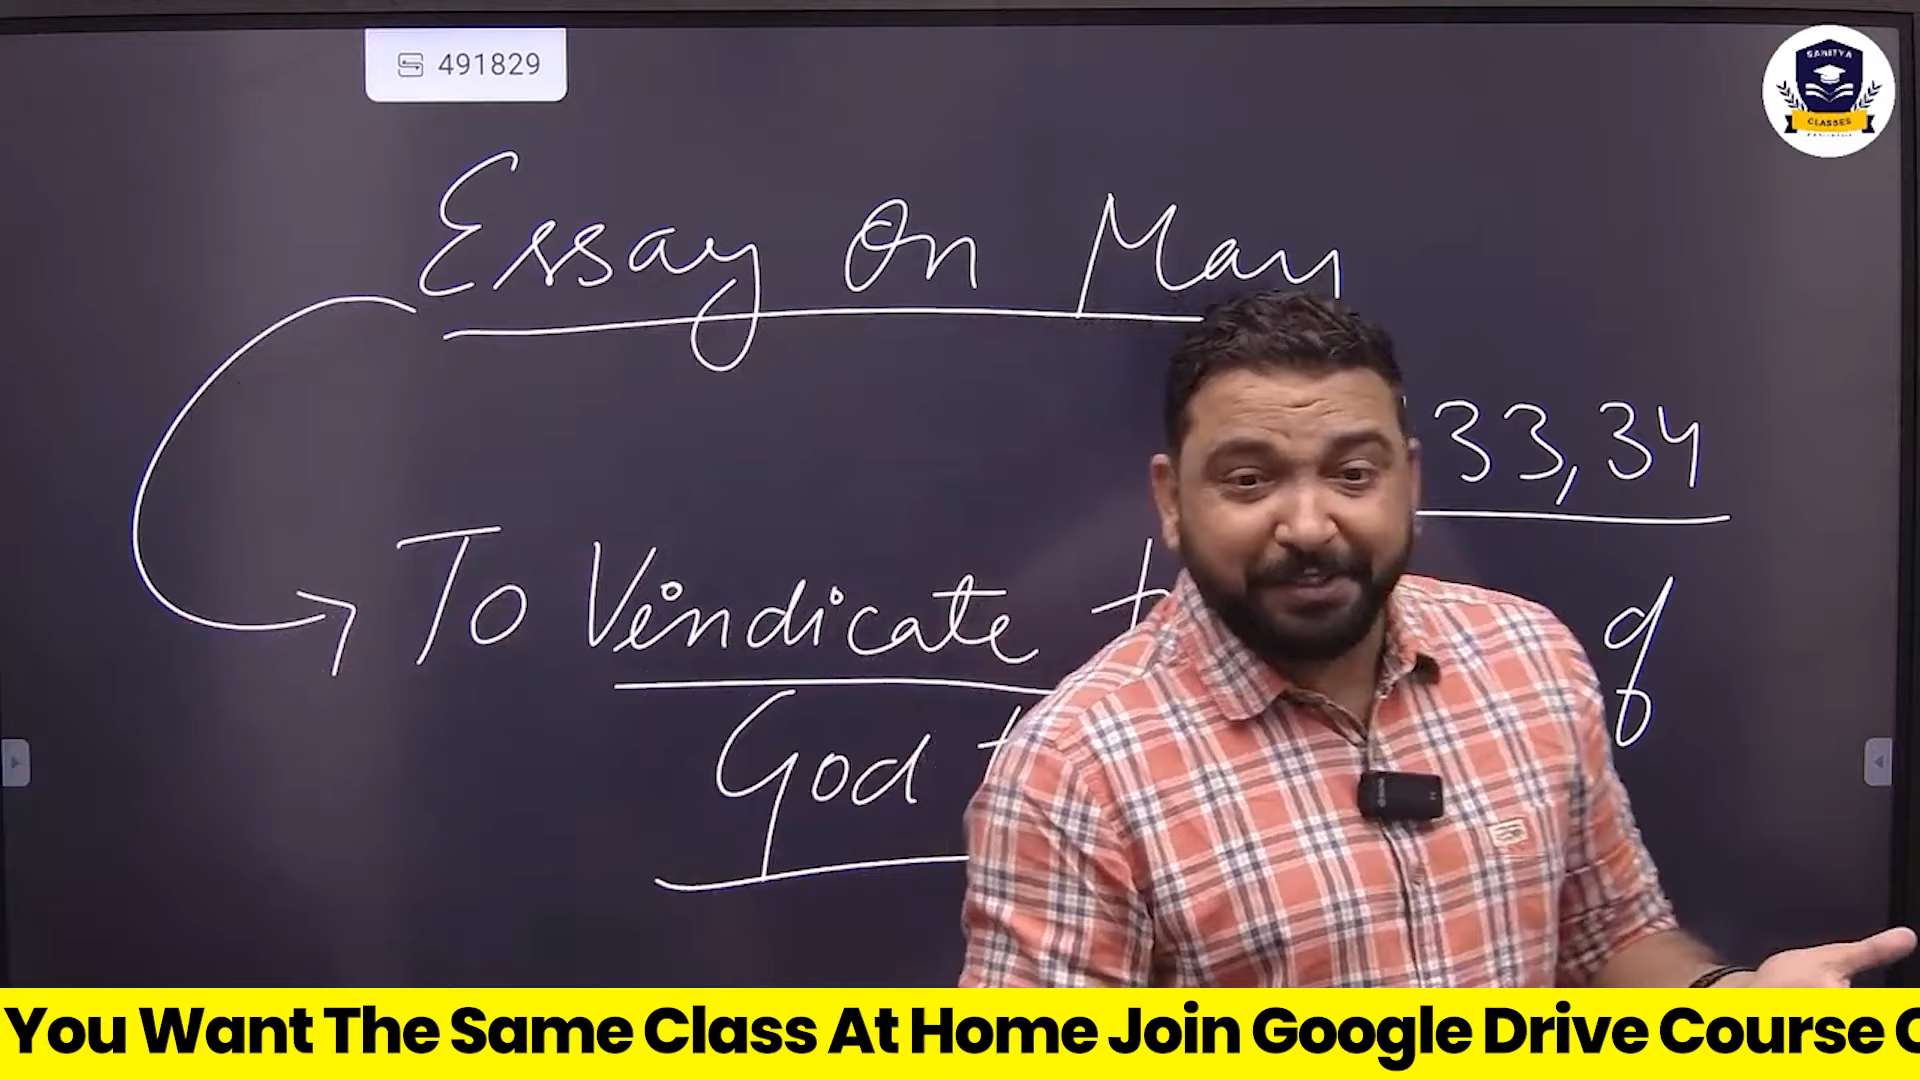 491829
SAHITYA
CLASSES
Essay On Man
33,34
To Vindicate
God
You Want The Same Class At Home Join Google Drive Course